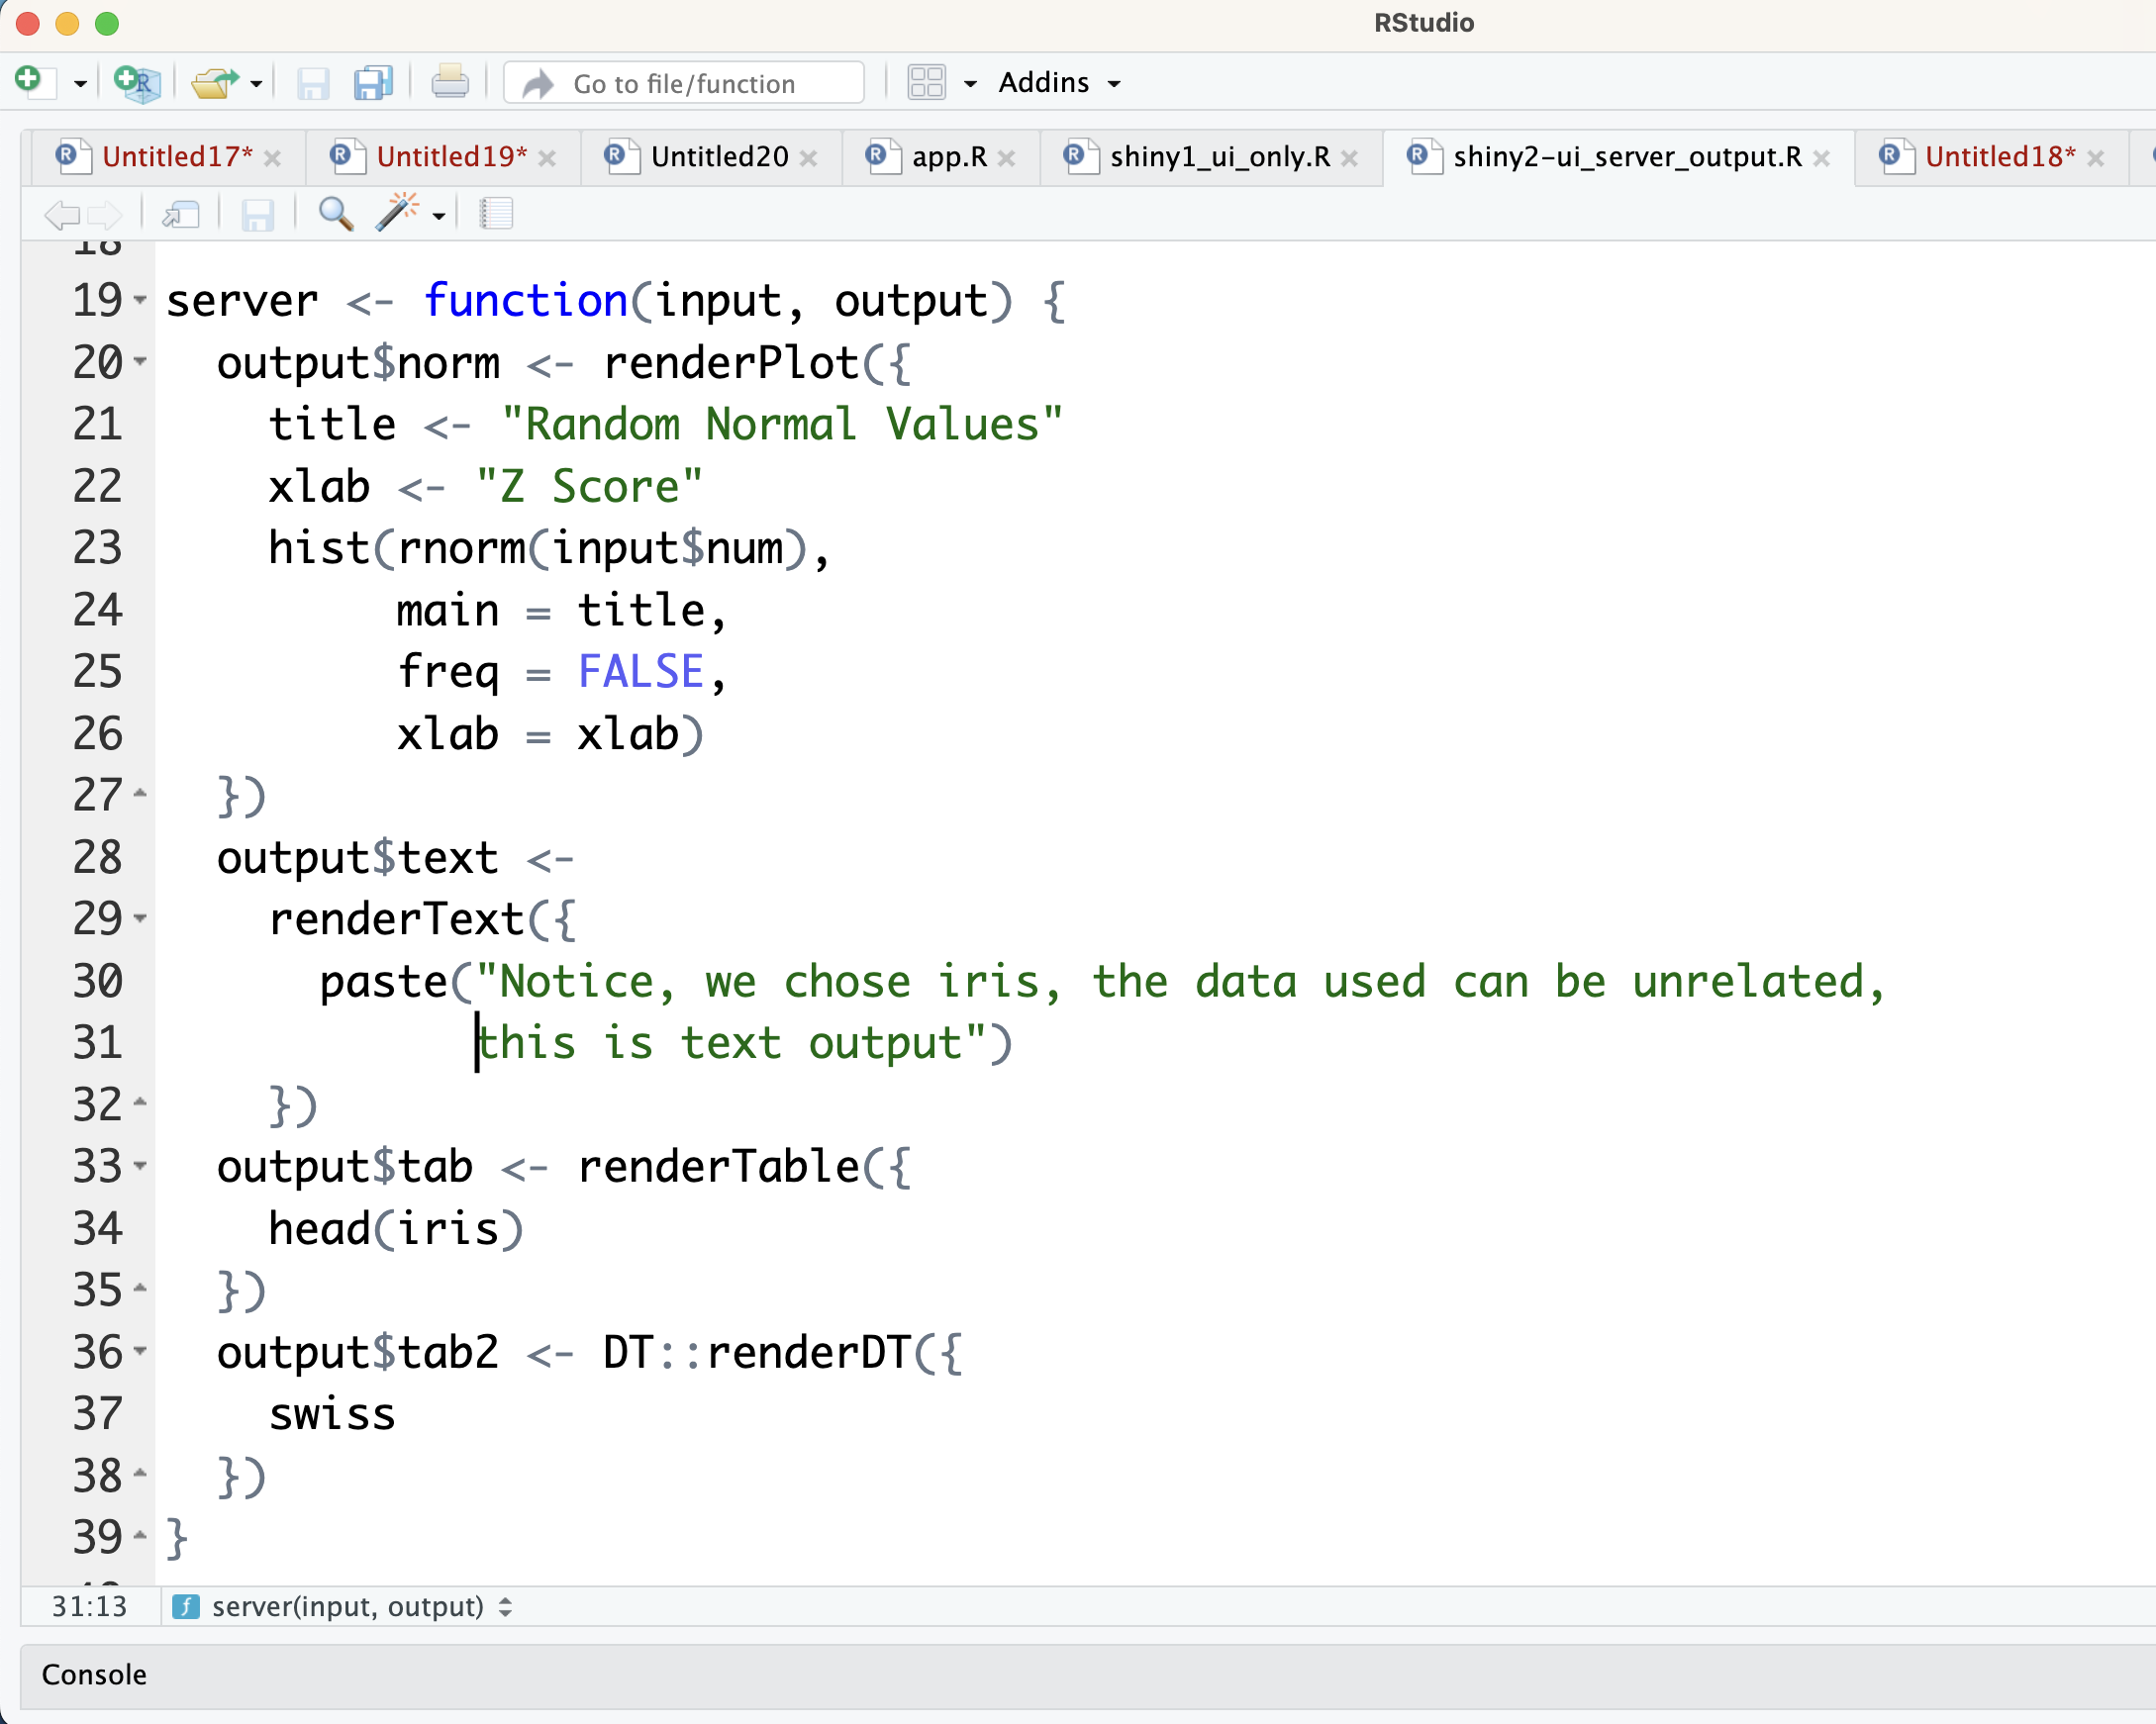 RStudio
Go to file/function Addins
Untitled17* Untitled19* Untitled20 app.R shiny1_ui_only.R shiny2-ui_server_output.R Untitled18*
18
19 server <- function(input, output) {
20 output$norm <- renderPlot({
21 title <- "Random Normal Values"
22 xlab <- "Z Score"
23 hist(rnorm(input$num),
24 main = title,
25 freq = FALSE,
26 xlab = xlab)
27 })
28 output$text <-
29 renderText({
30 paste("Notice, we chose iris, the data used can be unrelated,
31 this is text output")
32 })
33 output$tab <- renderTable({
34 head(iris)
35 })
36 output$tab2 <- DT::renderDT({
37 swiss
38 })
39 }
31:13 server(input, output)
Console